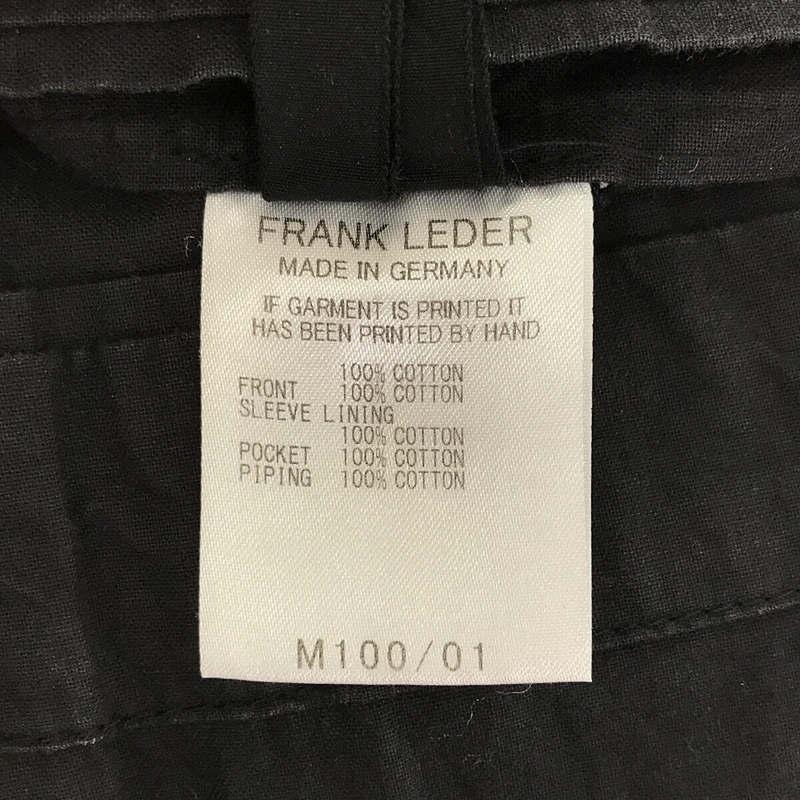 FRANK LEDER
MADE IN GERMANY
IF GARMENT IS PRINTED IT
HAS BEEN PRINTED BY HAND
100% COTTON
FRONT 100% COTTON
SLEEVE LINING
100% COTTON
POCKET 100% COTTON
PIPING 100% COTTON
M100/01